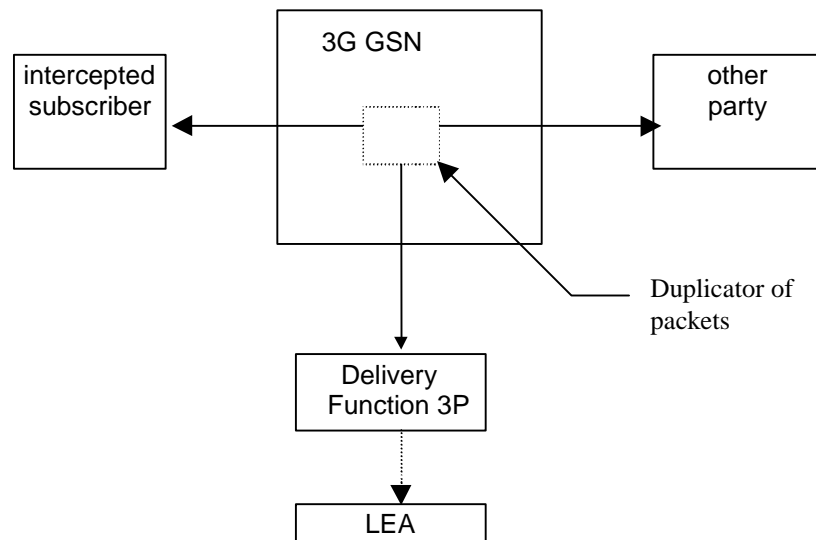 3G GSN
intercepted
subscriber
other
party
Duplicator of
packets
Delivery
Function 3P
LEA